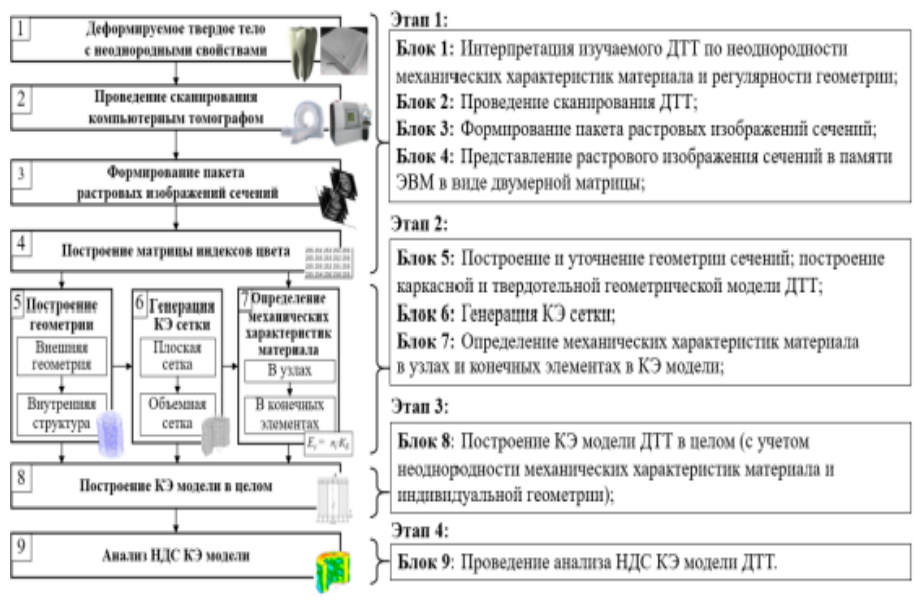 1
Деформируемое твердое тело
с неоднородными свойствами
2
Проведение сканирования
компьютерным томографом
3
Формирование пакета
растровых изображений сечений
4
Построение матрицы индексов цвета
5 Построение
геометрии
Внешняя
геометрия
Внутренняя
структура
6 Генерация
КЭ сетки
Плоская
сетка
Объемная
сетка
7 Определение
механических
характеристик
материала
В узлах
В конечных
элементах
8
Построение КЭ модели в целом
9
Анализ НДС КЭ модели
Этап 1:
Блок 1: Интерпретация изучаемого ДТТ по неоднородности
механических характеристик материала и регулярности геометрии;
Блок 2: Проведение сканирования ДТТ;
Блок 3: Формирование пакета растровых изображений сечений;
Блок 4: Представление растрового изображения сечений в памяти
ЭВМ в виде двумерной матрицы;
Этап 2:
Блок 5: Построение и уточнение геометрии сечений; построение
каркасной и твердотельной геометрической модели ДТТ;
Блок 6: Генерация КЭ сетки;
Блок 7: Определение механических характеристик материала
в узлах и конечных элементах в КЭ модели;
Этап 3:
Блок 8: Построение КЭ модели ДТТ в целом (с учетом
неоднородности механических характеристик материала и
индивидуальной геометрии);
Этап 4:
Блок 9: Проведение анализа НДС КЭ модели ДТТ.